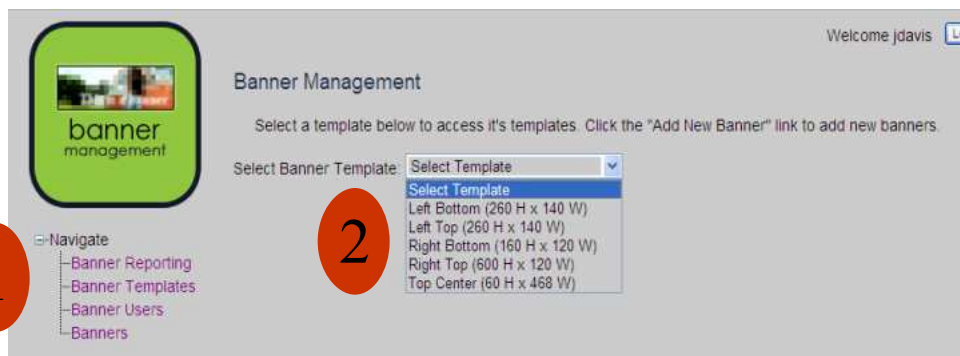 Welcome jdavis
Banner Management
banner
management
Select a template below to access it's templates. Click the "Add New Banner" link to add new banners.
Select Banner Template: Select Template
Select Template
Left Bottom (260 H x 140 W)
Left Top (260 H x 140 W)
Right Bottom (160 H x 120 W)
Right Top (600 H x 120 W)
Top Center (60 H x 468 W)
2
Navigate
Banner Reporting
Banner Templates
Banner Users
Banners